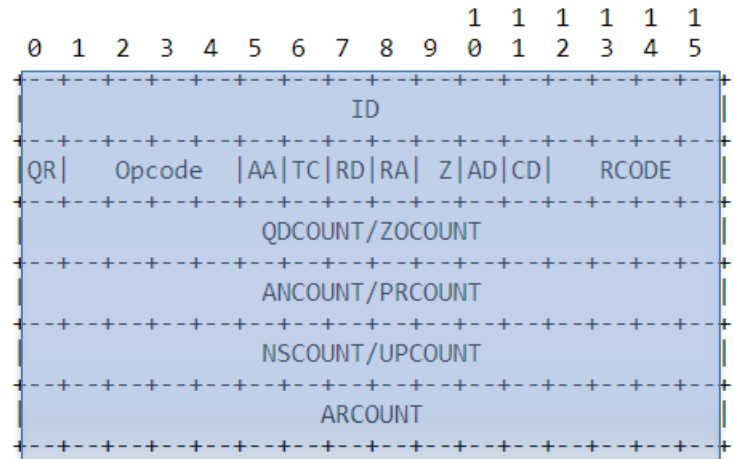 1  1  1  1  1  1
  0  1  2  3  4  5  6  7  8  9  0  1  2  3  4  5
+--+--+--+--+--+--+--+--+--+--+--+--+--+--+--+--+
|                      ID                       |
+--+--+--+--+--+--+--+--+--+--+--+--+--+--+--+--+
|QR|   Opcode  |AA|TC|RD|RA| Z|AD|CD|   RCODE   |
+--+--+--+--+--+--+--+--+--+--+--+--+--+--+--+--+
|                QDCOUNT/ZOCOUNT                |
+--+--+--+--+--+--+--+--+--+--+--+--+--+--+--+--+
|                ANCOUNT/PRCOUNT                |
+--+--+--+--+--+--+--+--+--+--+--+--+--+--+--+--+
|                NSCOUNT/UPCOUNT                |
+--+--+--+--+--+--+--+--+--+--+--+--+--+--+--+--+
|                    ARCOUNT                    |
+--+--+--+--+--+--+--+--+--+--+--+--+--+--+--+--+